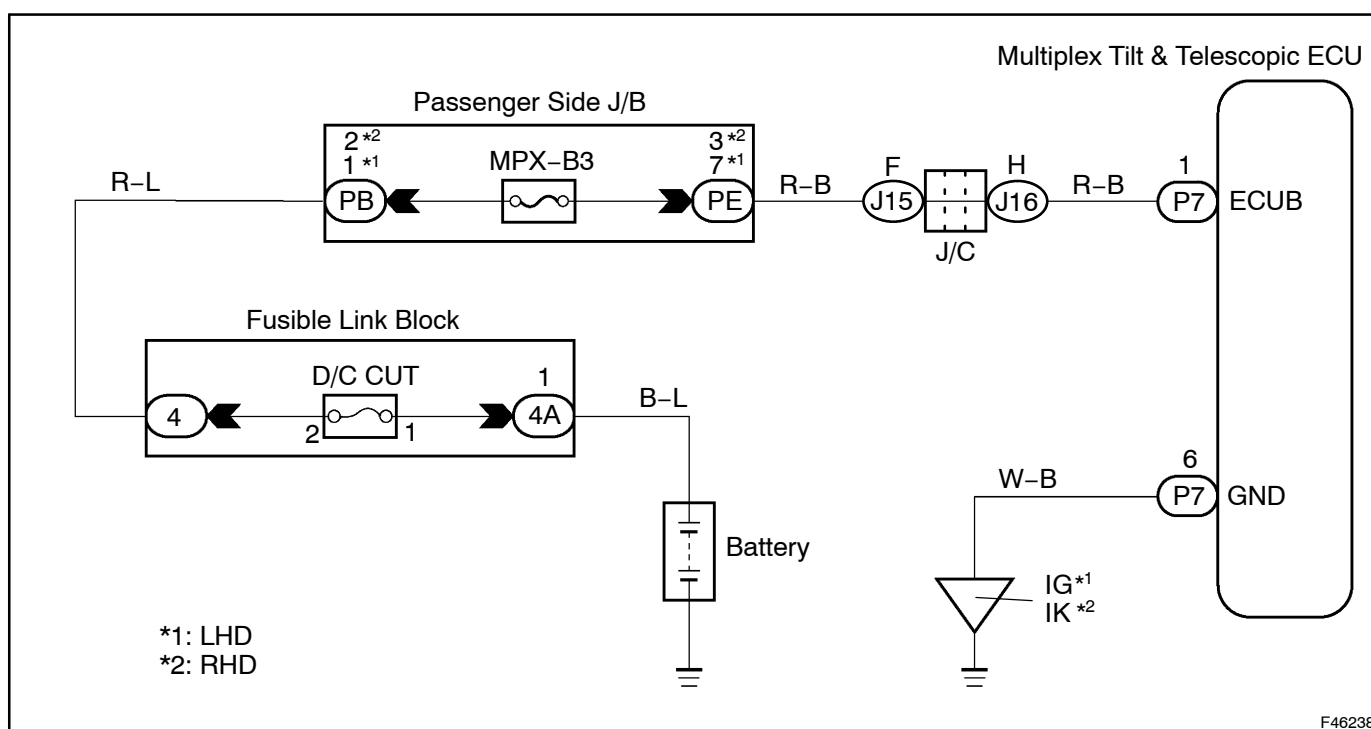 Multiplex Tilt & Telescopic ECU
Passenger Side J/B
2*2
1*1
MPX-B3
3*2
7*1
R-L
PB
PE
R-B
F
J15
H
J16
R-B
1
P7
ECUB
J/C
Fusible Link Block
D/C CUT
1
4
2
1
4A
B-L
Battery
6
W-B
P7
GND
IG*1
IK*2
*1: LHD
*2: RHD
F46238